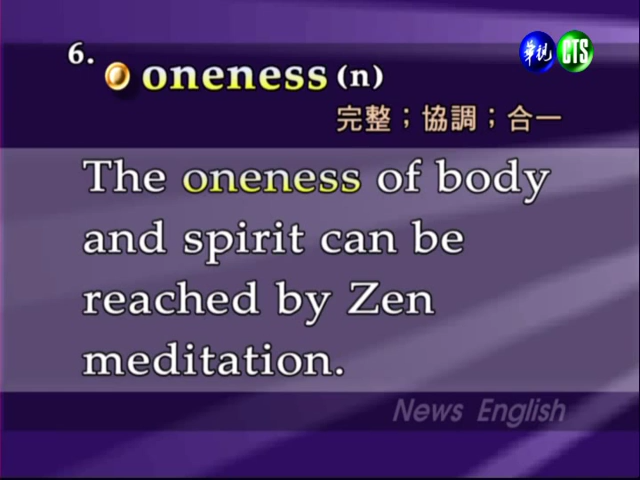 6. oneness (n)
華視 CTS
完整；協調；合一
The oneness of body
and spirit can be
reached by Zen
meditation.
News English